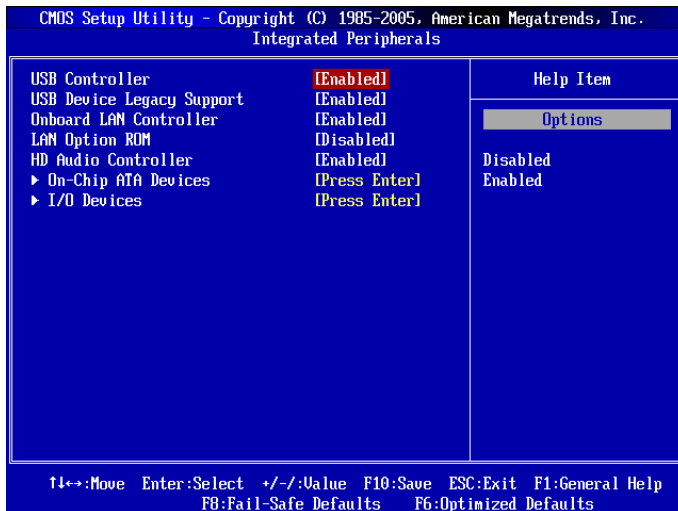 CMOS Setup Utility - Copyright (C) 1985-2005, American Megatrends, Inc.
Integrated Peripherals
USB Controller [Enabled]
USB Device Legacy Support [Enabled]
Onboard LAN Controller [Enabled]
LAN Option ROM [Disabled]
HD Audio Controller [Enabled]
▶ On-Chip ATA Devices [Press Enter]
▶ I/O Devices [Press Enter]
Help Item
Options
Disabled
Enabled
↑↓←→:Move Enter:Select +/-/:Value F10:Save ESC:Exit F1:General Help
F8:Fail-Safe Defaults F6:Optimized Defaults